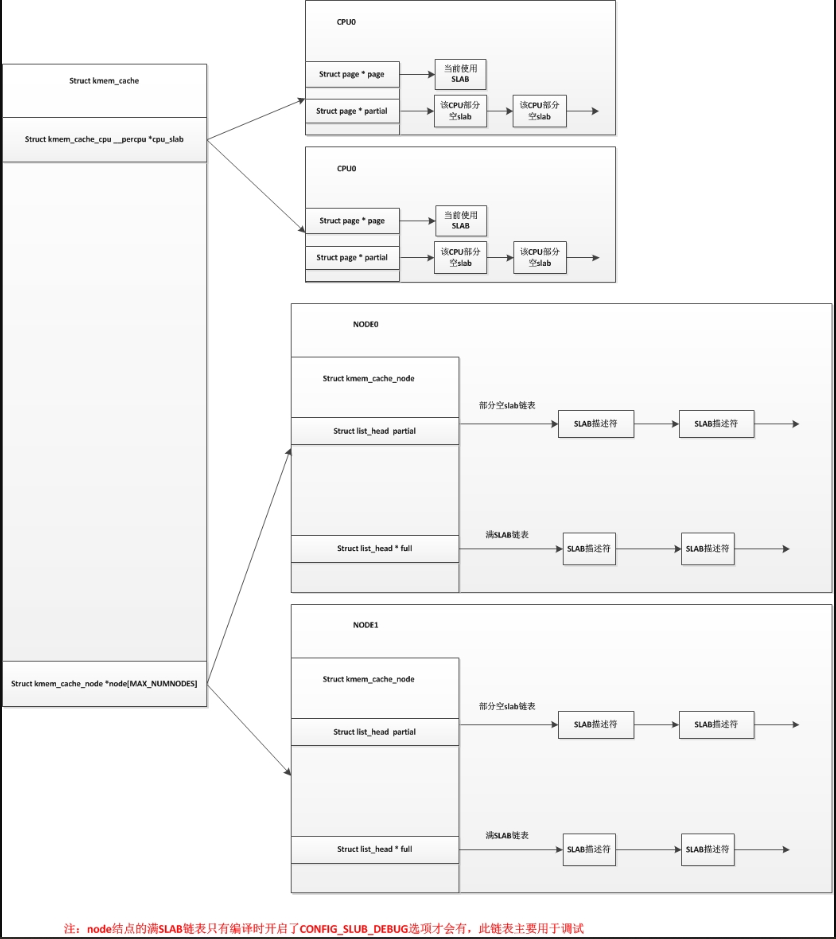 Struct kmem_cache
Struct kmem_cache_cpu __percpu *cpu_slab
Struct kmem_cache_node *node[MAX_NUMNODES]
CPU0
Struct page * page
当前使用
SLAB
Struct page * partial
该CPU部分
空slab
该CPU部分
空slab
CPU0
Struct page * page
当前使用
SLAB
Struct page * partial
该CPU部分
空slab
该CPU部分
空slab
NODE0
Struct kmem_cache_node
Struct list_head partial
部分空slab链表
SLAB描述符
SLAB描述符
Struct list_head * full
满SLAB链表
SLAB描述符
SLAB描述符
NODE1
Struct kmem_cache_node
Struct list_head partial
部分空slab链表
SLAB描述符
SLAB描述符
Struct list_head * full
满SLAB链表
SLAB描述符
SLAB描述符
注：node结点的满SLAB链表只有编译时开启了CONFIG_SLUB_DEBUG选项才会有，此链表主要用于调试